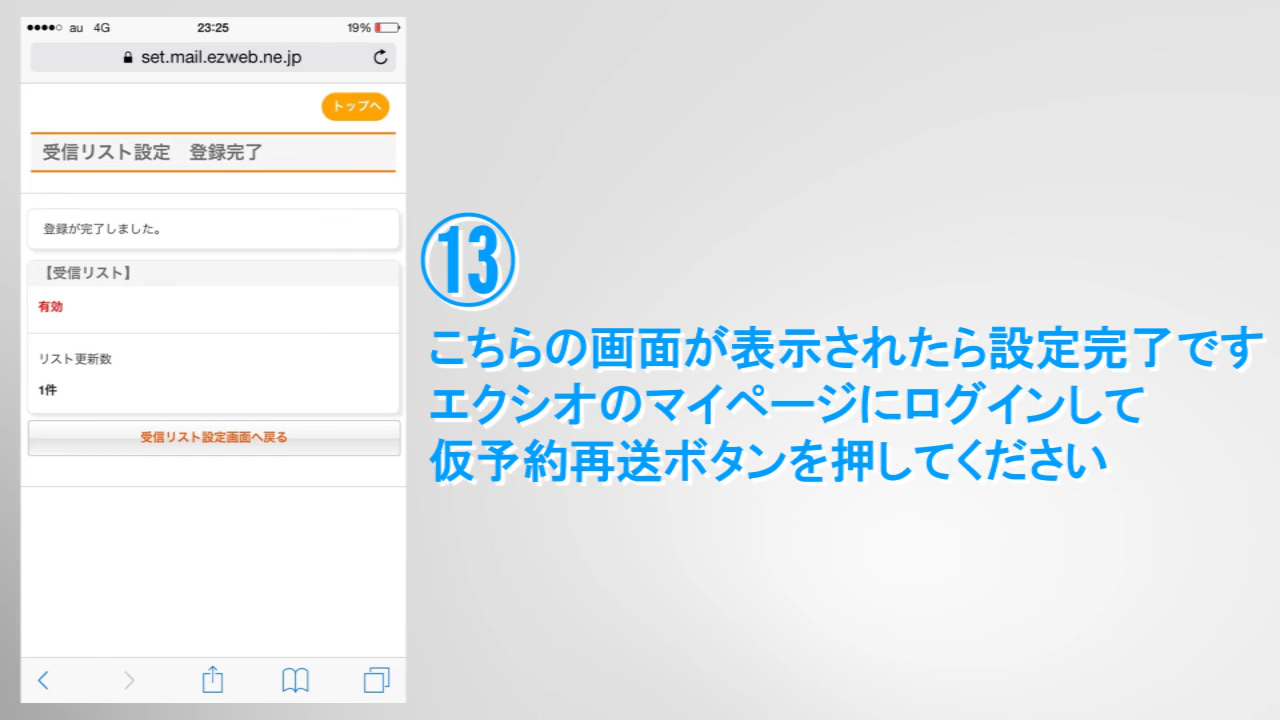 au 4G 23:25 19%
set.mail.ezweb.ne.jp
トップへ
受信リスト設定 登録完了
登録が完了しました。
【受信リスト】
有効
リスト更新数
1件
受信リスト設定画面へ戻る
⑬
こちらの画面が表示されたら設定完了です
エクシオのマイページにログインして
仮予約再送ボタンを押してください